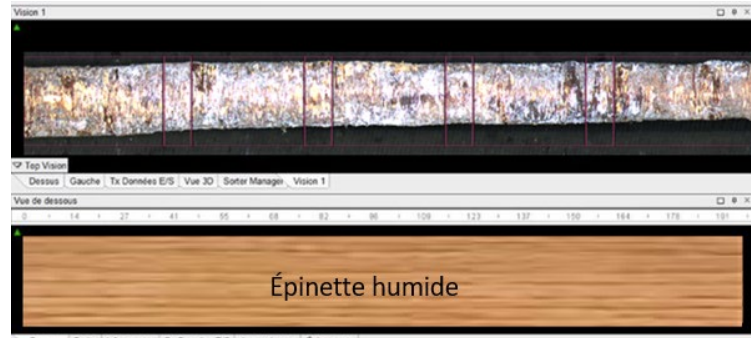 Vision 1
Top Vision
Dessus Gauche Tx Données E/S Vue 3D Sorter Manager Vision 1
Vue de dessous
0 14 27 41 55 68 82 96 109 123 137 150 164 178 191
Épinette humide